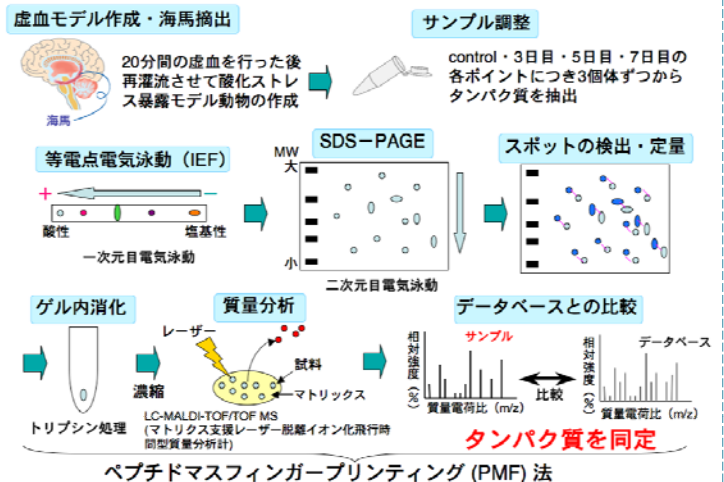 虚血モデル作成・海馬摘出
20分間の虚血を行った後
再灌流させて酸化ストレ
ス暴露モデル動物の作成
海馬
サンプル調整
control・3日目・5日目・7日目の
各ポイントにつき3個体ずつから
タンパク質を抽出
等電点電気泳動（IEF）
+
−
酸性
塩基性
一次元目電気泳動
SDS－PAGE
MW
大
小
二次元目電気泳動
スポットの検出・定量
ゲル内消化
トリプシン処理
濃縮
質量分析
レーザー
試料
マトリックス
LC-MALDI-TOF/TOF MS
(マトリクス支援レーザー脱離イオン化飛行時
間型質量分析計)
データベースとの比較
相対強度（%）
サンプル
質量電荷比（m/z）
比較
相対強度（%）
データベース
質量電荷比（m/z）
タンパク質を同定
ペプチドマスフィンガープリンティング (PMF) 法